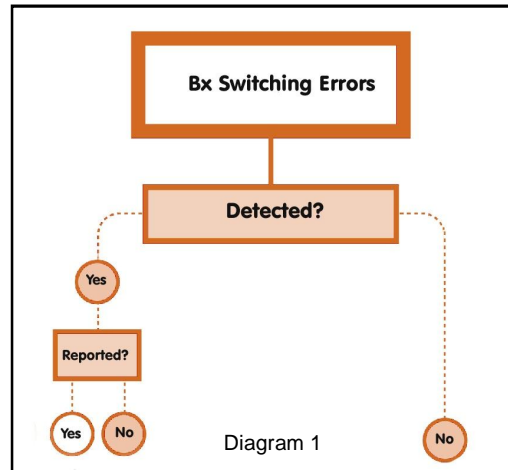 Bx Switching Errors
Detected?
Yes
Reported?
Yes
No
Diagram 1
No